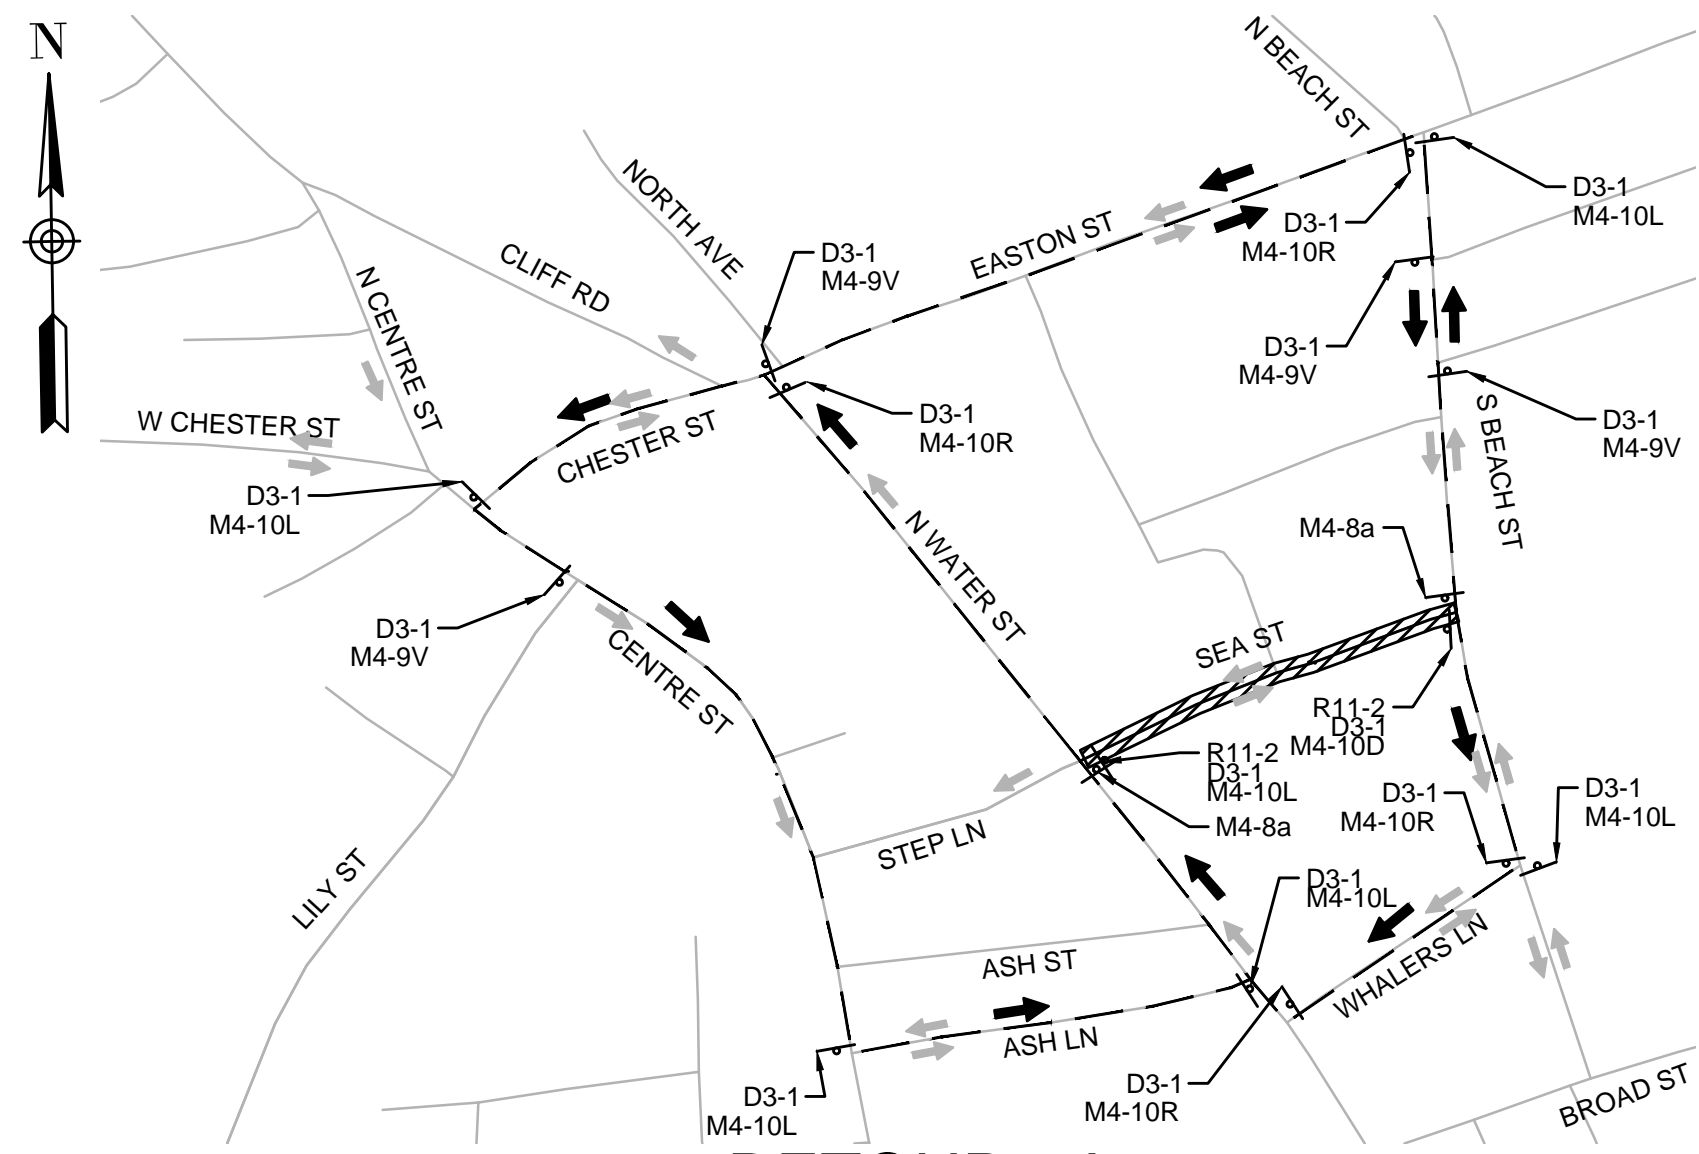 N
N BEACH ST
NORTH AVE
D3-1
M4-10L
EASTON ST
D3-1
M4-10R
D3-1
M4-9V
CLIFF RD
N CENTRE ST
D3-1
M4-9V
W CHESTER ST
D3-1
M4-10R
CHESTER ST
S BEACH ST
D3-1
M4-9V
D3-1
M4-10L
M4-8a
N WATER ST
D3-1
M4-9V
CENTRE ST
SEA ST
R11-2
D3-1
M4-10D
R11-2
D3-1
M4-10L
M4-8a
D3-1
M4-10R
D3-1
M4-10L
STEP LN
LILY ST
D3-1
M4-10L
ASH ST
WHALERS LN
ASH LN
D3-1
M4-10L
D3-1
M4-10R
BROAD ST